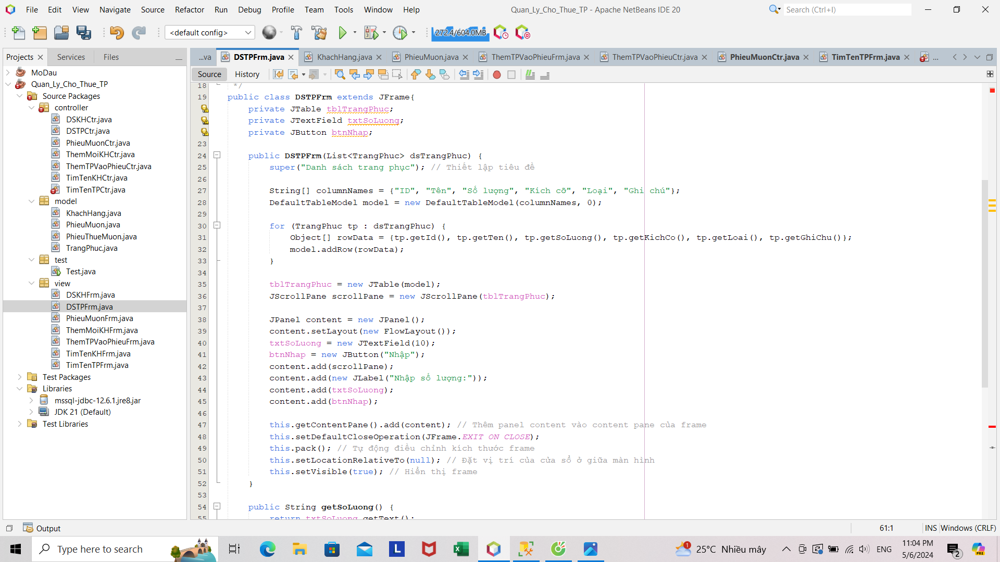 File Edit View Navigate Source Refactor Run Debug Profile Team Tools Window Help
Quan_Ly_Cho_Thue_TP - Apache NetBeans IDE 20
Search (Ctrl+I)
<default config>
272.4/604.0MB
Projects Services Files
...va DSTPFrm.java KhachHang.java PhieuMuon.java ThemTPVaoPhieuFrm.java ThemTPVaoPhieuCtr.java PhieuMuonCtr.java TimTenTPFrm.java ...
Source History
MoDau
Quan_Ly_Cho_Thue_TP
Source Packages
controller
DSKHCtr.java
DSTPCtr.java
PhieuMuonCtr.java
ThemMoiKHCtr.java
ThemTPVaoPhieuCtr.java
TimTenKHCtr.java
TimTenTPCtr.java
model
KhachHang.java
PhieuMuon.java
PhieuThueMuon.java
TrangPhuc.java
test
Test.java
view
DSKHFrm.java
DSTPFrm.java
PhieuMuonFrm.java
ThemMoiKHFrm.java
ThemTPVaoPhieuFrm.java
TimTenKHFrm.java
TimTenTPFrm.java
Test Packages
Libraries
mssql-jdbc-12.6.1.jre8.jar
JDK 21 (Default)
Test Libraries
18 */
19 public class DSTPFrm extends JFrame{
private JTable tblTrangPhuc;
private JTextField txtSoLuong;
private JButton btnNhap;
23
24 public DSTPFrm(List<TrangPhuc> dsTrangPhuc) {
25 super("Danh sách trang phục"); // Thiết lập tiêu đề
26
27 String[] columnNames = {"ID", "Tên", "Số lượng", "Kích cỡ", "Loại", "Ghi chú"};
28 DefaultTableModel model = new DefaultTableModel(columnNames, 0);
29
30 for (TrangPhuc tp : dsTrangPhuc) {
31 Object[] rowData = {tp.getId(), tp.getTen(), tp.getSoLuong(), tp.getKichCo(), tp.getLoai(), tp.getGhiChu()};
32 model.addRow(rowData);
33 }
34
35 tblTrangPhuc = new JTable(model);
36 JScrollPane scrollPane = new JScrollPane(tblTrangPhuc);
37
38 JPanel content = new JPanel();
39 content.setLayout(new FlowLayout());
40 txtSoLuong = new JTextField(10);
41 btnNhap = new JButton("Nhập");
42 content.add(scrollPane);
43 content.add(new JLabel("Nhập số lượng:"));
44 content.add(txtSoLuong);
45 content.add(btnNhap);
46
47 this.getContentPane().add(content); // Thêm panel content vào content pane của frame
48 this.setDefaultCloseOperation(JFrame.EXIT_ON_CLOSE);
49 this.pack(); // Tự động điều chỉnh kích thước frame
50 this.setLocationRelativeTo(null); // Đặt vị trí của cửa sổ ở giữa màn hình
51 this.setVisible(true); // Hiển thị frame
52 }
53
54 public String getSoLuong() {
55 return txtSoLuong.getText();
Output
61:1 INS Windows (CRLF)
Type here to search
25°C Nhiều mây
ENG
11:04 PM
5/6/2024